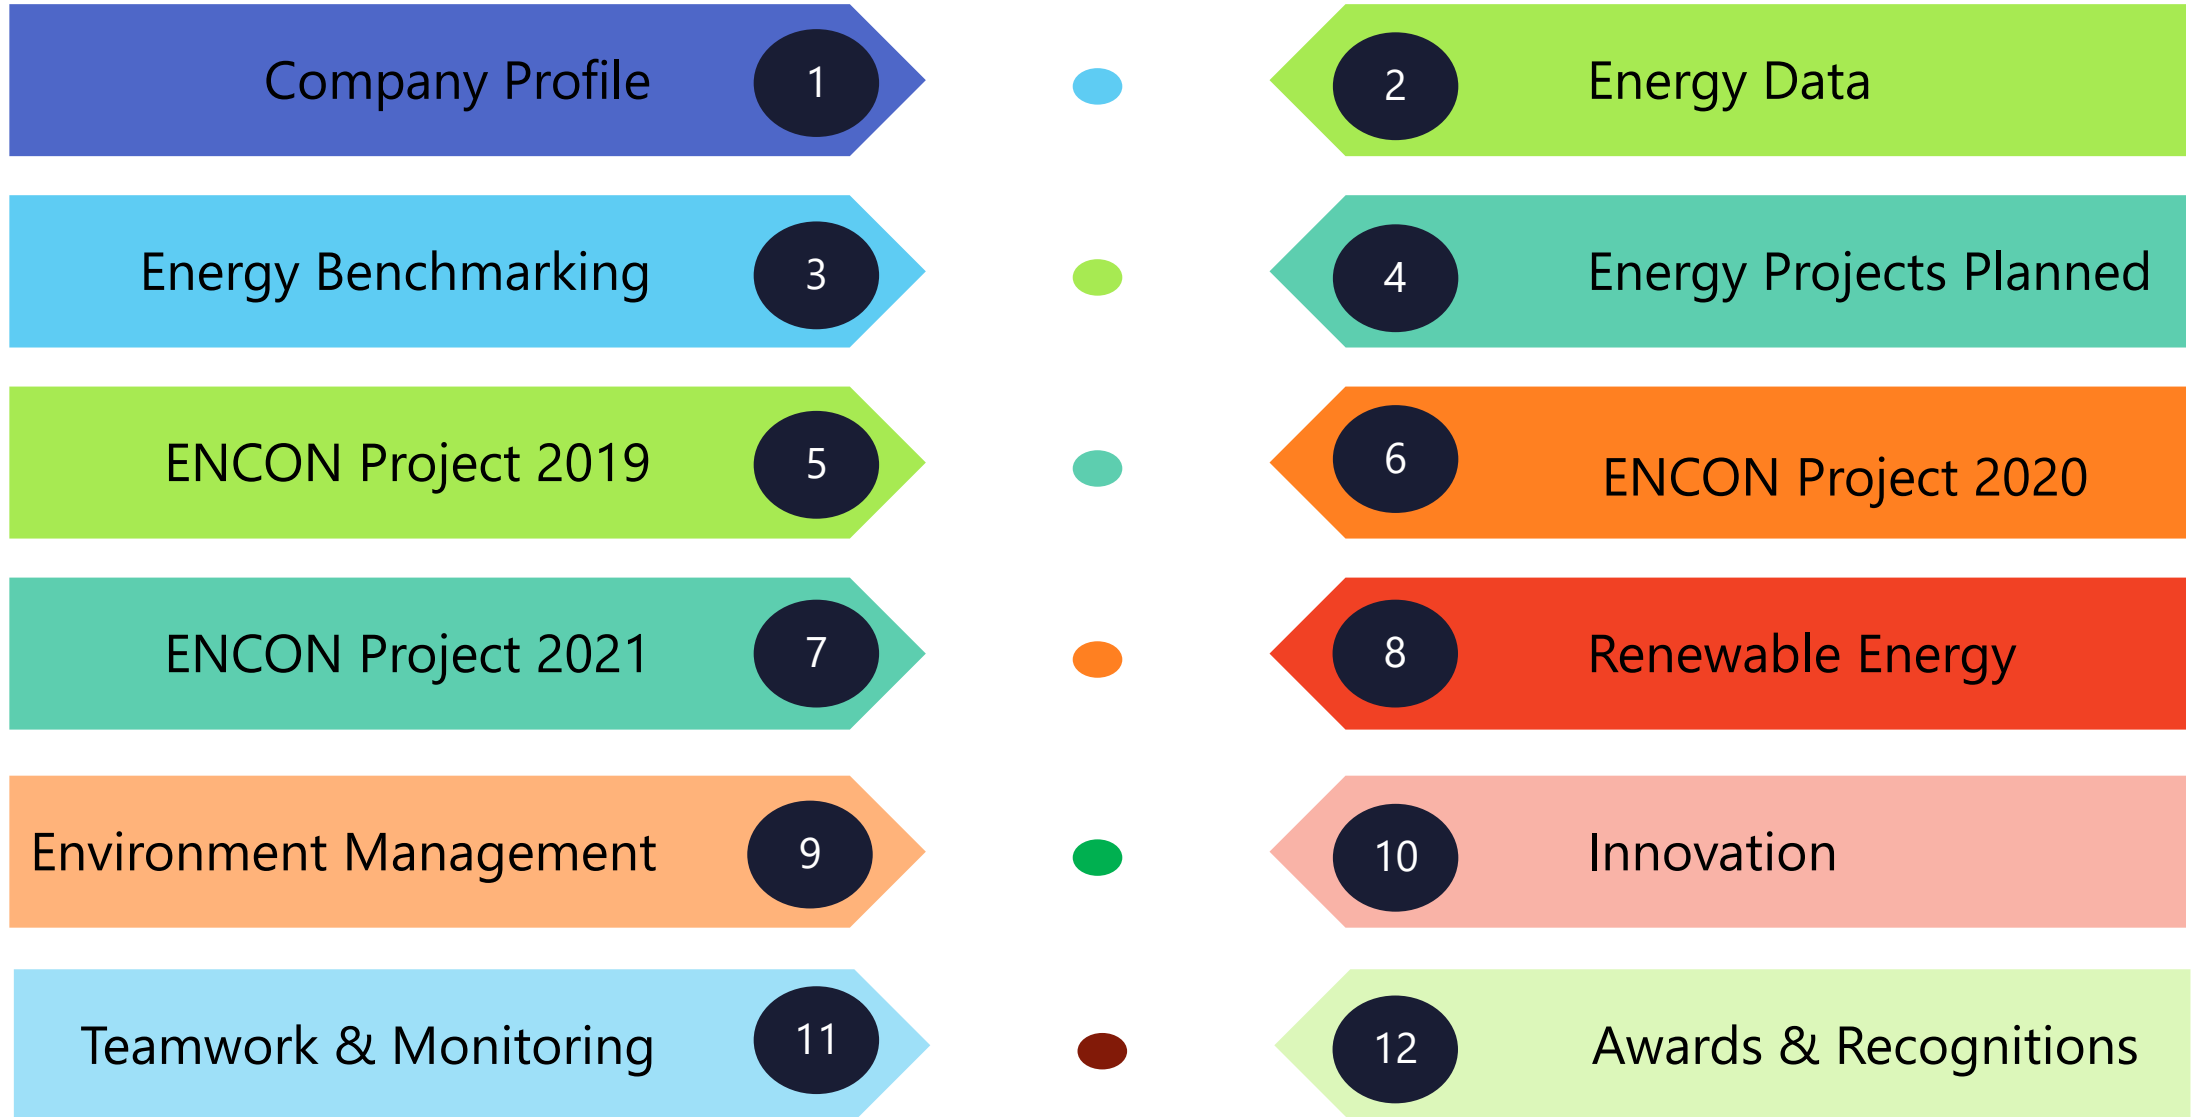 Company Profile 1
2 Energy Data
Energy Benchmarking 3
4 Energy Projects Planned
ENCON Project 2019 5
6 ENCON Project 2020
ENCON Project 2021 7
8 Renewable Energy
Environment Management 9
10 Innovation
Teamwork & Monitoring 11
12 Awards & Recognitions